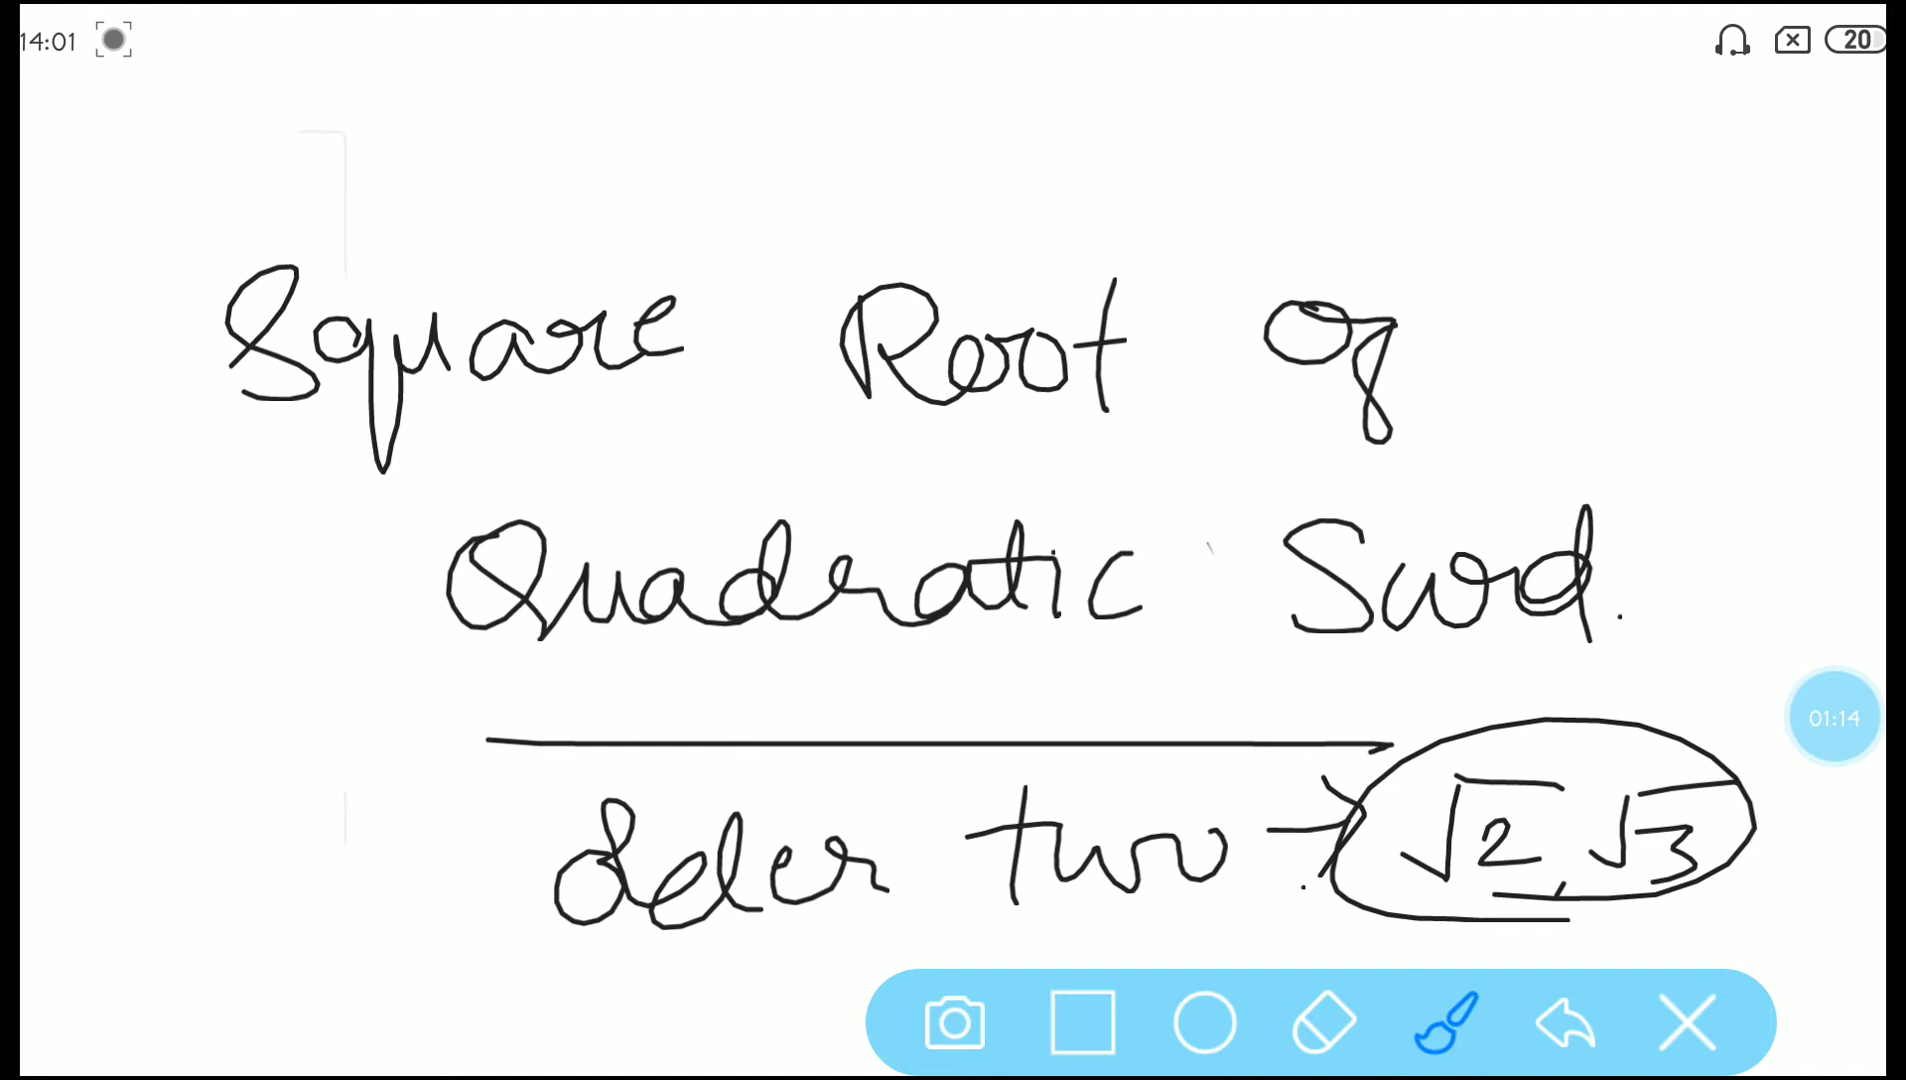 14:01 20
Square Root of
Quadratic Surd.
01:14
Order two. → √2, √3